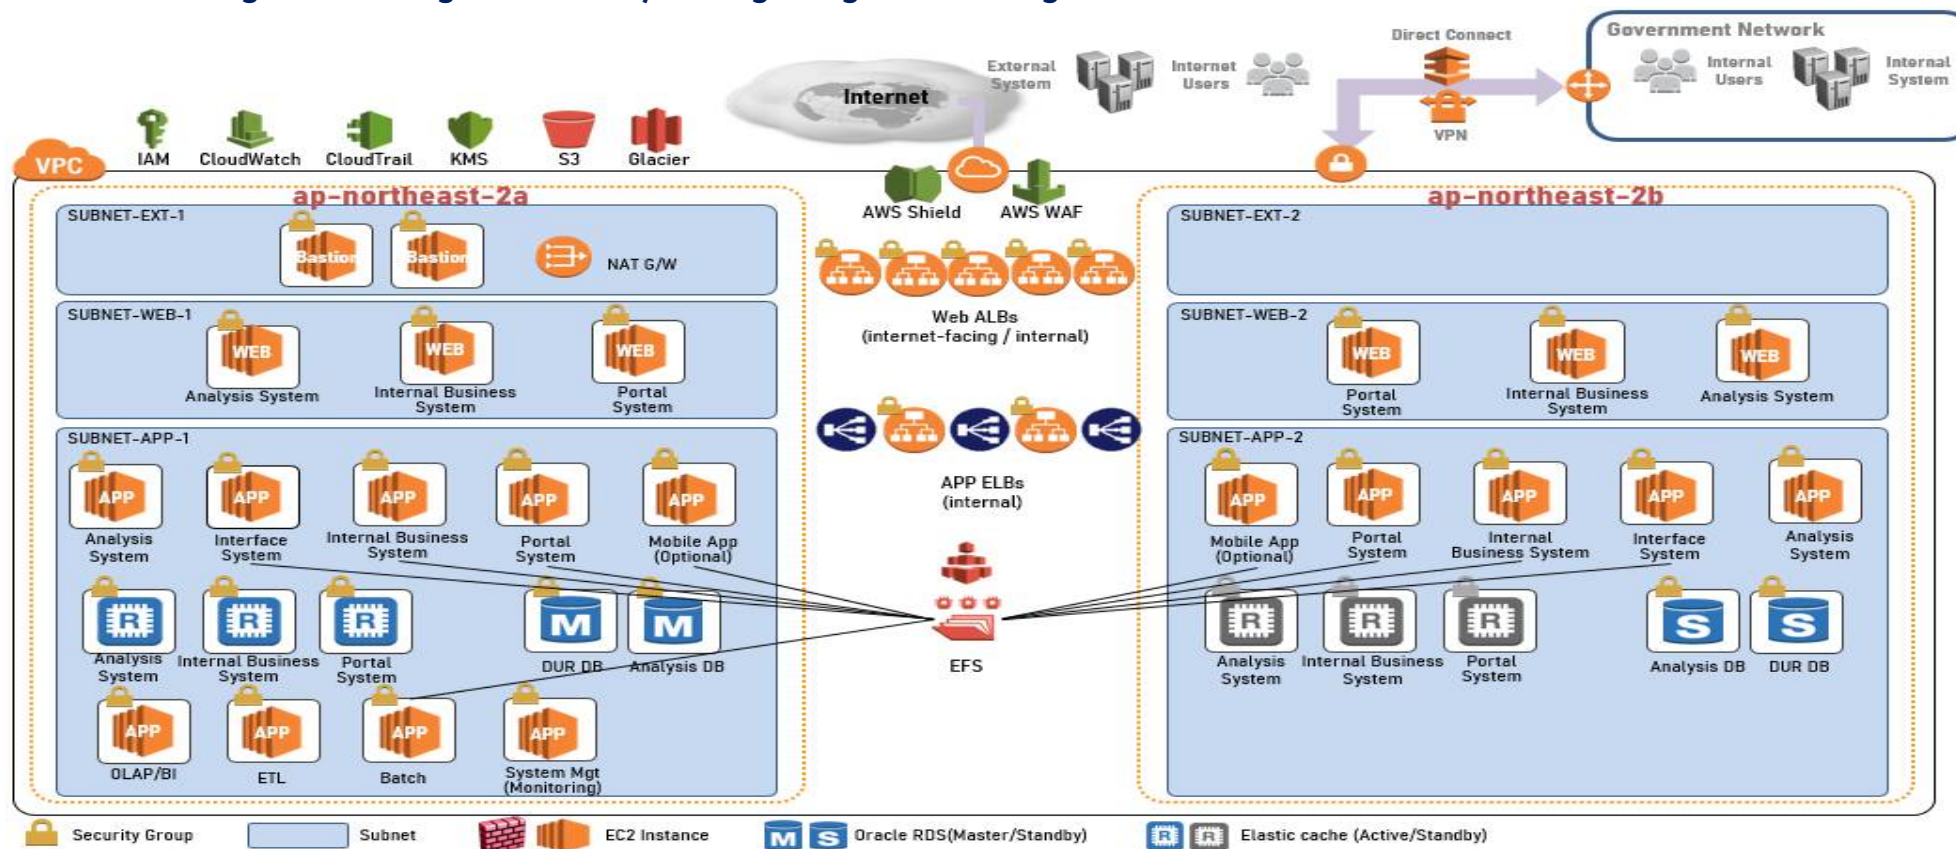 Government Network
Direct Connect
External
System
Internet
Users
Internal
Users
Internal
System
Internet
VPN
IAM
CloudWatch
CloudTrail
KMS
S3
Glacier
VPC
AWS Shield
AWS WAF
ap-northeast-2a
ap-northeast-2b
SUBNET-EXT-1
Bastion
Bastion
NAT G/W
SUBNET-EXT-2
Web ALBs
(internet-facing / internal)
SUBNET-WEB-1
WEB
Analysis System
WEB
Internal Business
System
WEB
Portal
System
SUBNET-WEB-2
WEB
Portal
System
WEB
Internal Business
System
WEB
Analysis System
APP ELBs
(internal)
SUBNET-APP-1
APP
Analysis
System
APP
Interface
System
APP
Internal Business
System
APP
Portal
System
APP
Mobile App
(Optional)
R
Analysis
System
R
Internal Business
System
R
Portal
System
M
DUR DB
M
Analysis DB
APP
OLAP/BI
APP
ETL
APP
Batch
APP
System Mgt
(Monitoring)
EFS
SUBNET-APP-2
APP
Mobile App
(Optional)
APP
Portal
System
APP
Internal
Business System
APP
Interface
System
APP
Analysis
System
R
Analysis
System
R
Internal Business
System
R
Portal
System
S
Analysis DB
S
DUR DB
Security Group
Subnet
EC2 Instance
M S Oracle RDS(Master/Standby)
R R Elastic cache (Active/Standby)